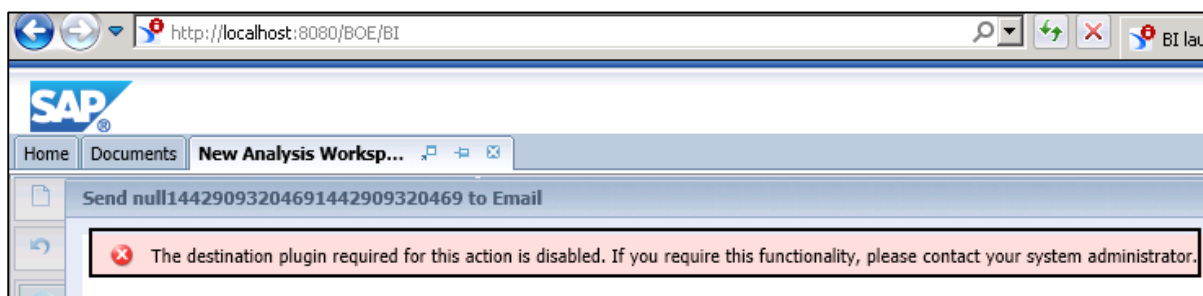 http://localhost:8080/BOE/BI
BI lau
SAP®
Home Documents New Analysis Worksp...
Send null14429093204691442909320469 to Email
The destination plugin required for this action is disabled. If you require this functionality, please contact your system administrator.